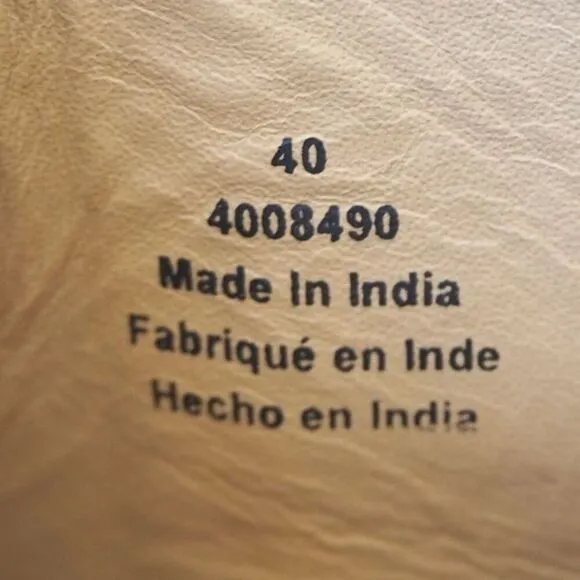 40
4008490
Made In India
Fabriqué en Inde
Hecho en India